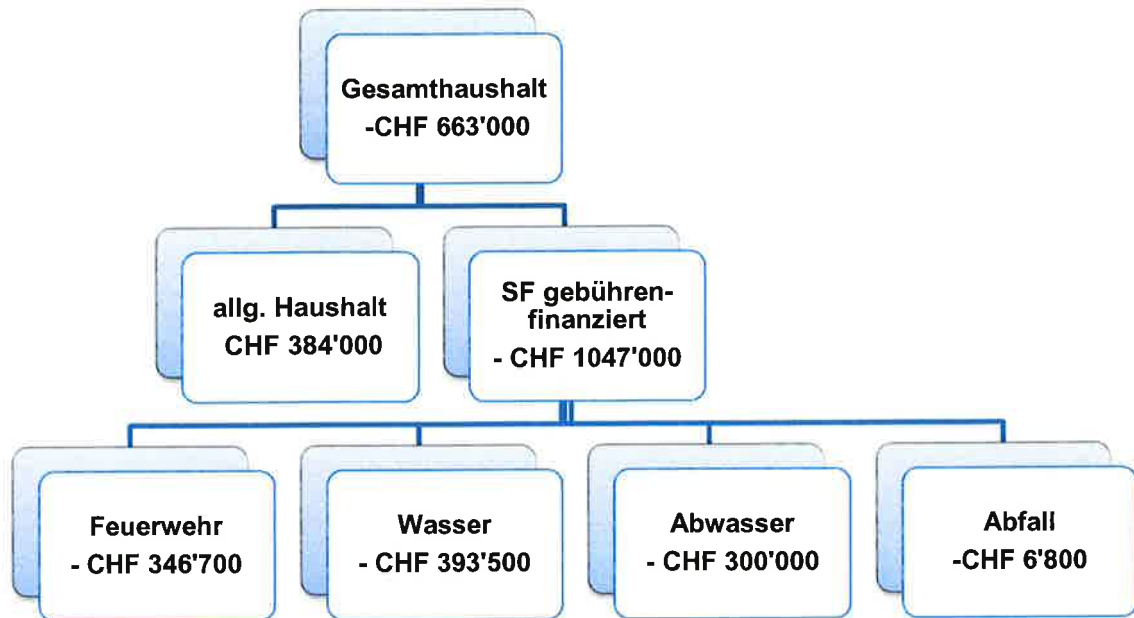 Gesamthaushalt
-CHF 663'000
allg. Haushalt
CHF 384'000
SF gebühren-
finanziert
- CHF 1047'000
Feuerwehr
- CHF 346'700
Wasser
- CHF 393'500
Abwasser
- CHF 300'000
Abfall
-CHF 6'800